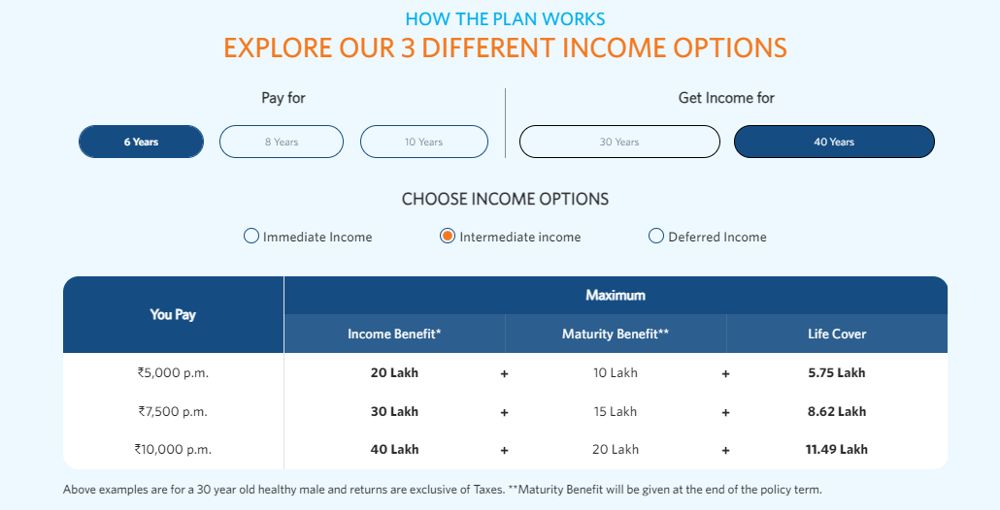 HOW THE PLAN WORKS
EXPLORE OUR 3 DIFFERENT INCOME OPTIONS
Pay for
Get Income for
6 Years
8 Years
10 Years
30 Years
40 Years
CHOOSE INCOME OPTIONS
Immediate Income
Intermediate income
Deferred Income
You Pay
Maximum
Income Benefit*
Maturity Benefit**
Life Cover
₹5,000 p.m. 20 Lakh + 10 Lakh + 5.75 Lakh
₹7,500 p.m. 30 Lakh + 15 Lakh + 8.62 Lakh
₹10,000 p.m. 40 Lakh + 20 Lakh + 11.49 Lakh
Above examples are for a 30 year old healthy male and returns are exclusive of Taxes. **Maturity Benefit will be given at the end of the policy term.